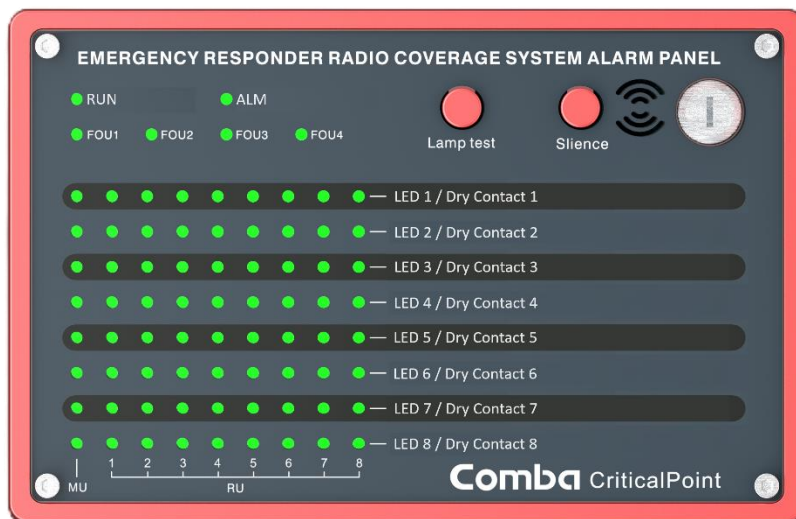 EMERGENCY RESPONDER RADIO COVERAGE SYSTEM ALARM PANEL
RUN ALM
FOU1 FOU2 FOU3 FOU4
Lamp test Slience
LED 1 / Dry Contact 1
LED 2 / Dry Contact 2
LED 3 / Dry Contact 3
LED 4 / Dry Contact 4
LED 5 / Dry Contact 5
LED 6 / Dry Contact 6
LED 7 / Dry Contact 7
LED 8 / Dry Contact 8
1 2 3 4 5 6 7 8
MU RU
Comba CriticalPoint